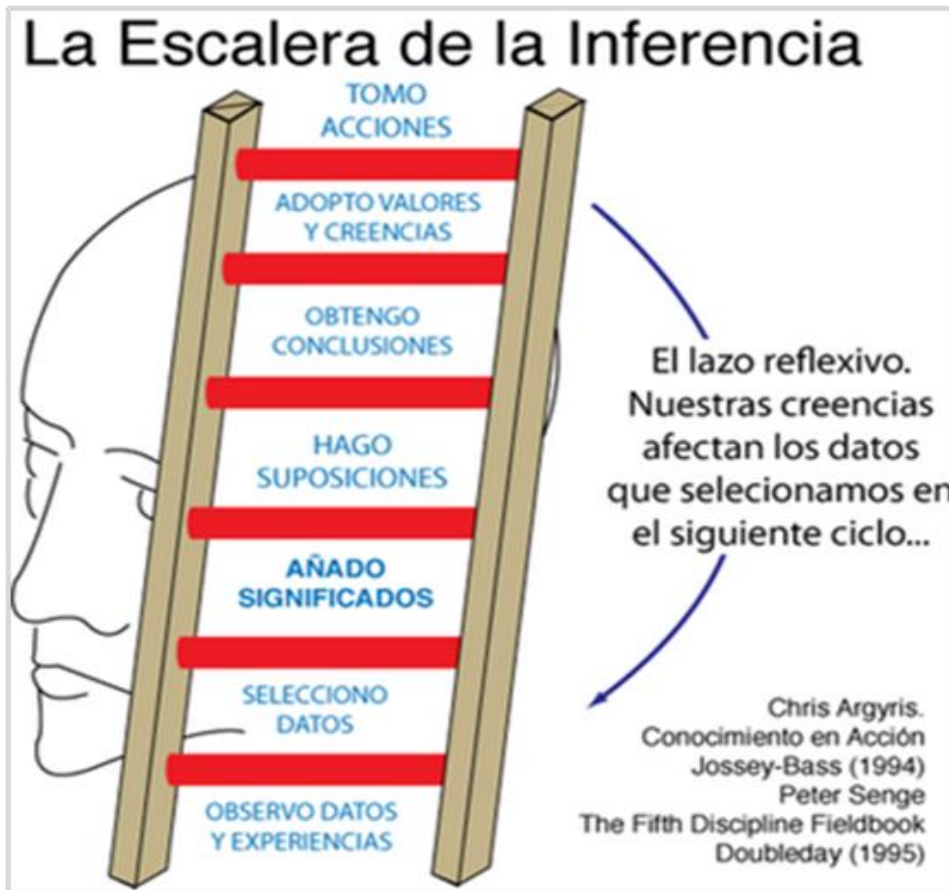 La Escalera de la Inferencia
TOMO
ACCIONES
ADOPTO VALORES
Y CREENCIAS
OBTENGO
CONCLUSIONES
HAGO
SUPOSICIONES
AÑADO
SIGNIFICADOS
SELECCIONO
DATOS
OBSERVO DATOS
Y EXPERIENCIAS
El lazo reflexivo.
Nuestras creencias
afectan los datos
que selecionamos en
el siguiente ciclo...
Chris Argyris.
Conocimiento en Acción
Jossey-Bass (1994)
Peter Senge
The Fifth Discipline Fieldbook
Doubleday (1995)